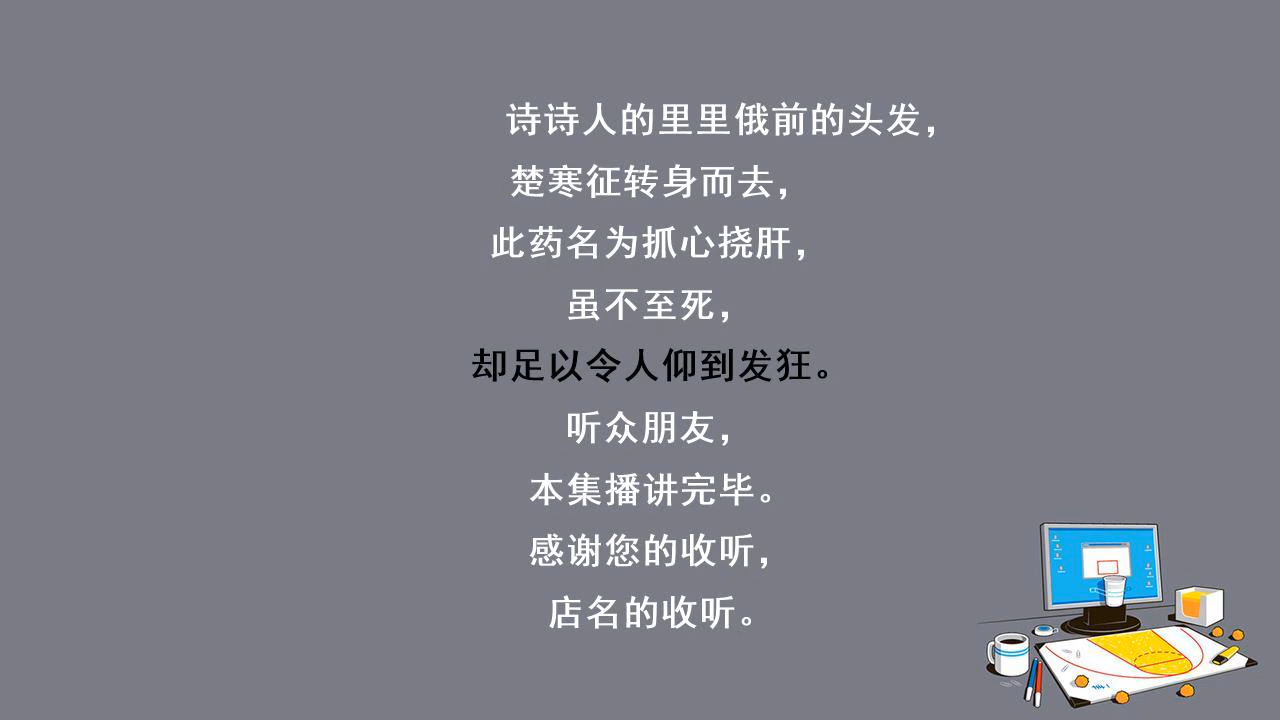 诗诗人的里里俄前的头发，
楚寒征转身而去，
此药名为抓心挠肝，
虽不至死，
却足以令人仰到发狂。
听众朋友，
本集播讲完毕。
感谢您的收听，
店名的收听。